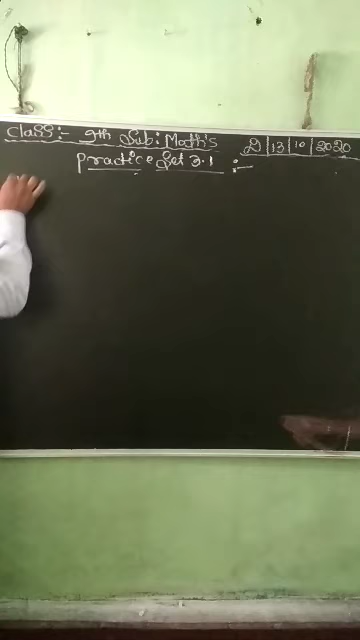 Class:- 9th Sub: Math's
D|13|10|2020
Practice Set 3.1 :-